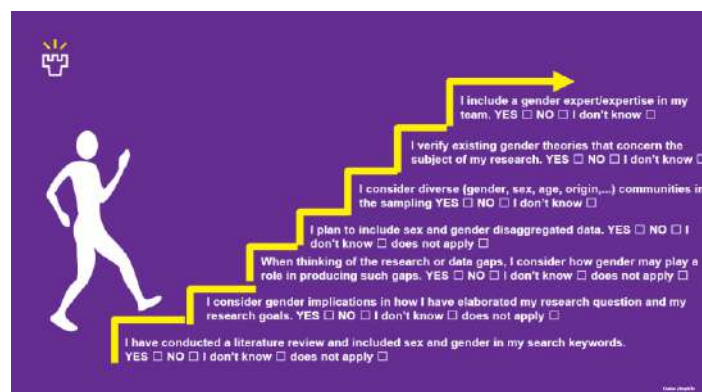 I include a gender expert/expertise in my
team. YES ☐ NO ☐ I don't know ☐
I verify existing gender theories that concern the
subject of my research. YES ☐ NO ☐ I don't know ☐
I consider diverse (gender, sex, age, origin,...) communities in
the sampling YES ☐ NO ☐ I don't know ☐
I plan to include sex and gender disaggregated data. YES ☐ NO ☐ I
don't know ☐ does not apply ☐
When thinking of the research or data gaps, I consider how gender may play a
role in producing such gaps. YES ☐ NO ☐ I don't know ☐ does not apply ☐
I consider gender implications in how I have elaborated my research question and my
research goals. YES ☐ NO ☐ I don't know ☐ does not apply ☐
I have conducted a literature review and included sex and gender in my search keywords.
YES ☐ NO ☐ I don't know ☐ does not apply ☐